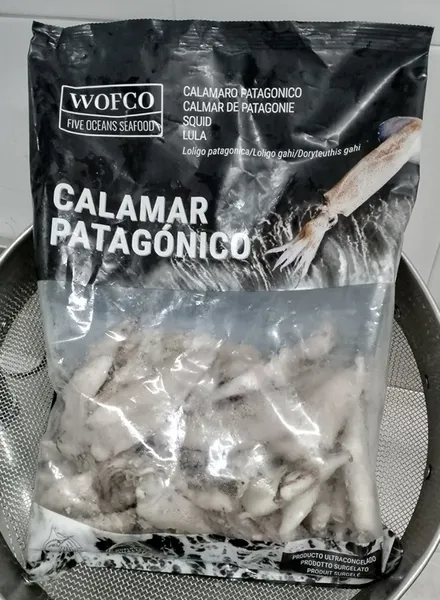 WOFCO
FIVE OCEANS SEAFOOD
CALAMARO PATAGONICO
CALMAR DE PATAGONIE
SQUID
LULA
Loligo patagonica/Loligo gahi/Doryteuthis gahi
CALAMAR
PATAGÓNICO
PRODUCTO ULTRACONGELADO
PRODOTTO SURGELATO
PRODUIT SURGELÉ